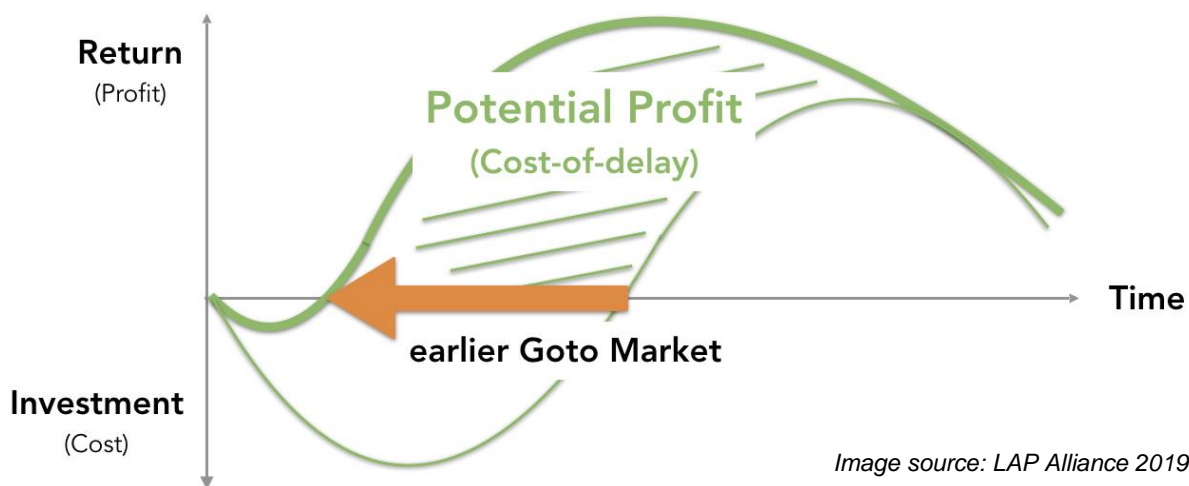 Return
(Profit)
Potential Profit
(Cost-of-delay)
Time
earlier Goto Market
Investment
(Cost)
Image source: LAP Alliance 2019